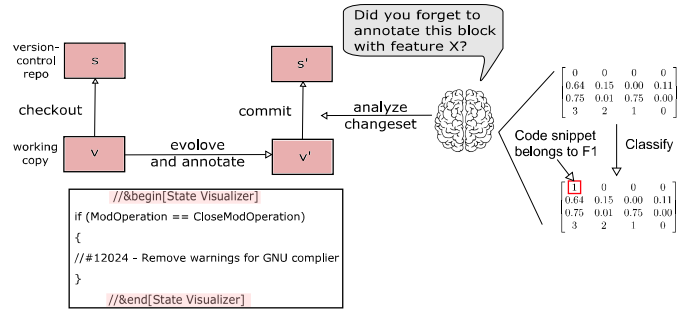 Did you forget to
annotate this block
with feature X?
version-
control
repo
s
s'
checkout
commit
analyze
changeset
working
copy
v
evolove
and annotate
v'
0 0 0 0
0.64 0.15 0.00 0.11
0.75 0.01 0.75 0.00
3 2 1 0
Code snippet
belongs to F1
Classify
1 0 0 0
0.64 0.15 0.00 0.11
0.75 0.01 0.75 0.00
3 2 1 0
//&begin[State Visualizer]
if (ModOperation == CloseModOperation)
{
//#12024 - Remove warnings for GNU complier
}
//&end[State Visualizer]